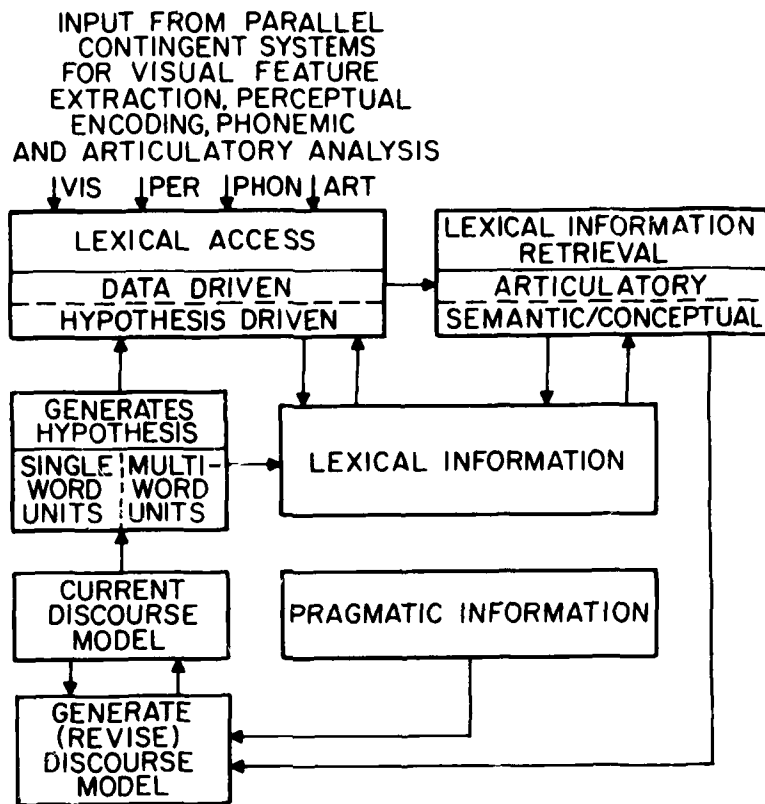 INPUT FROM PARALLEL
CONTINGENT SYSTEMS
FOR VISUAL FEATURE
EXTRACTION, PERCEPTUAL
ENCODING, PHONEMIC
AND ARTICULATORY ANALYSIS
VIS PER PHON ART
LEXICAL ACCESS
DATA DRIVEN
HYPOTHESIS DRIVEN
LEXICAL INFORMATION
RETRIEVAL
ARTICULATORY
SEMANTIC/CONCEPTUAL
GENERATES
HYPOTHESIS
SINGLE
WORD
UNITS
MULTI-
WORD
UNITS
LEXICAL INFORMATION
CURRENT
DISCOURSE
MODEL
PRAGMATIC INFORMATION
GENERATE
(REVISE)
DISCOURSE
MODEL